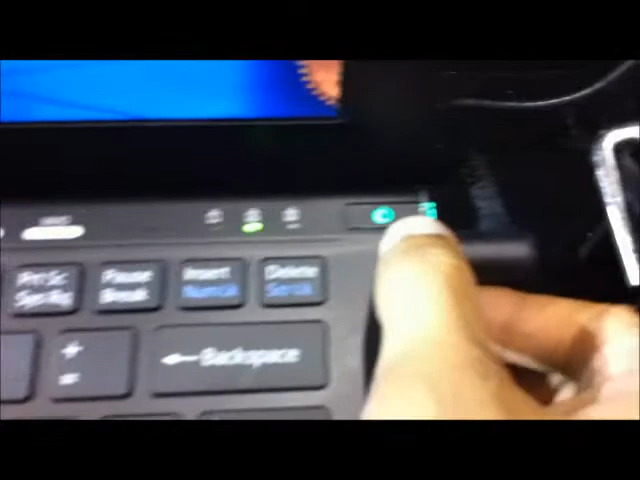 Prt Sc
Sys Rq
Pause
Break
Insert
Num Lk
Delete
Scr Lk
+
=
Backspace